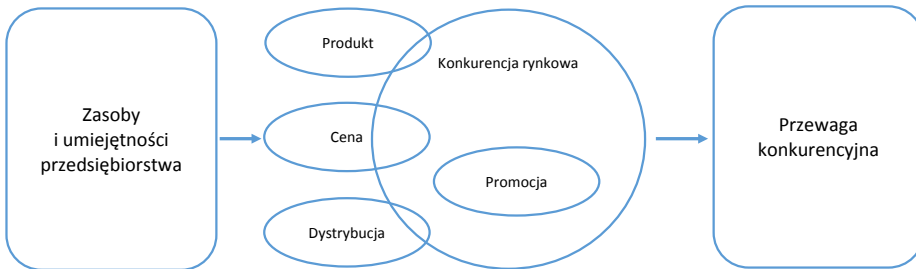 Zasoby
i umiejętności
przedsiębiorstwa
Produkt
Cena
Dystrybucja
Konkurencja rynkowa
Promocja
Przewaga
konkurencyjna